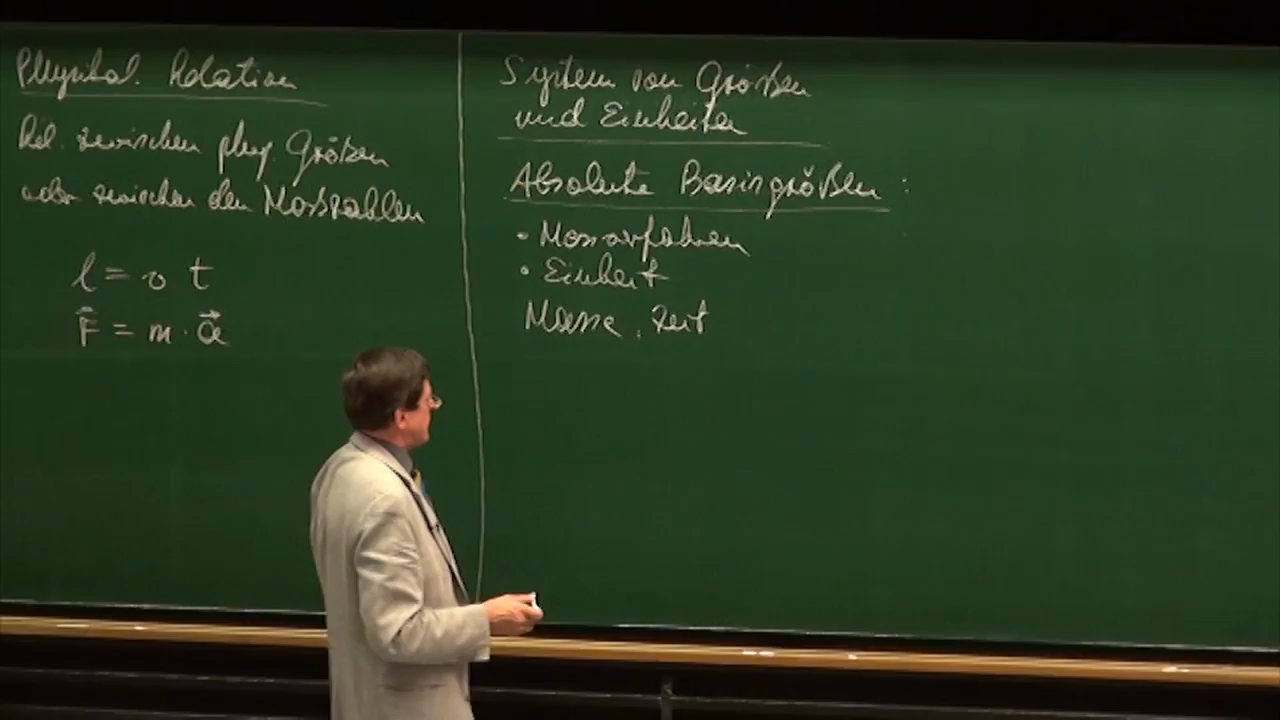 Physikal. Relation
Rel. zwischen phys. Größen
oder zwischen den Maßzahlen
l = v t
F⃗ = m · a⃗
System von Größen
und Einheiten
Absolute Basisgrößen :
• Messverfahren
• Einheit
Masse, Zeit